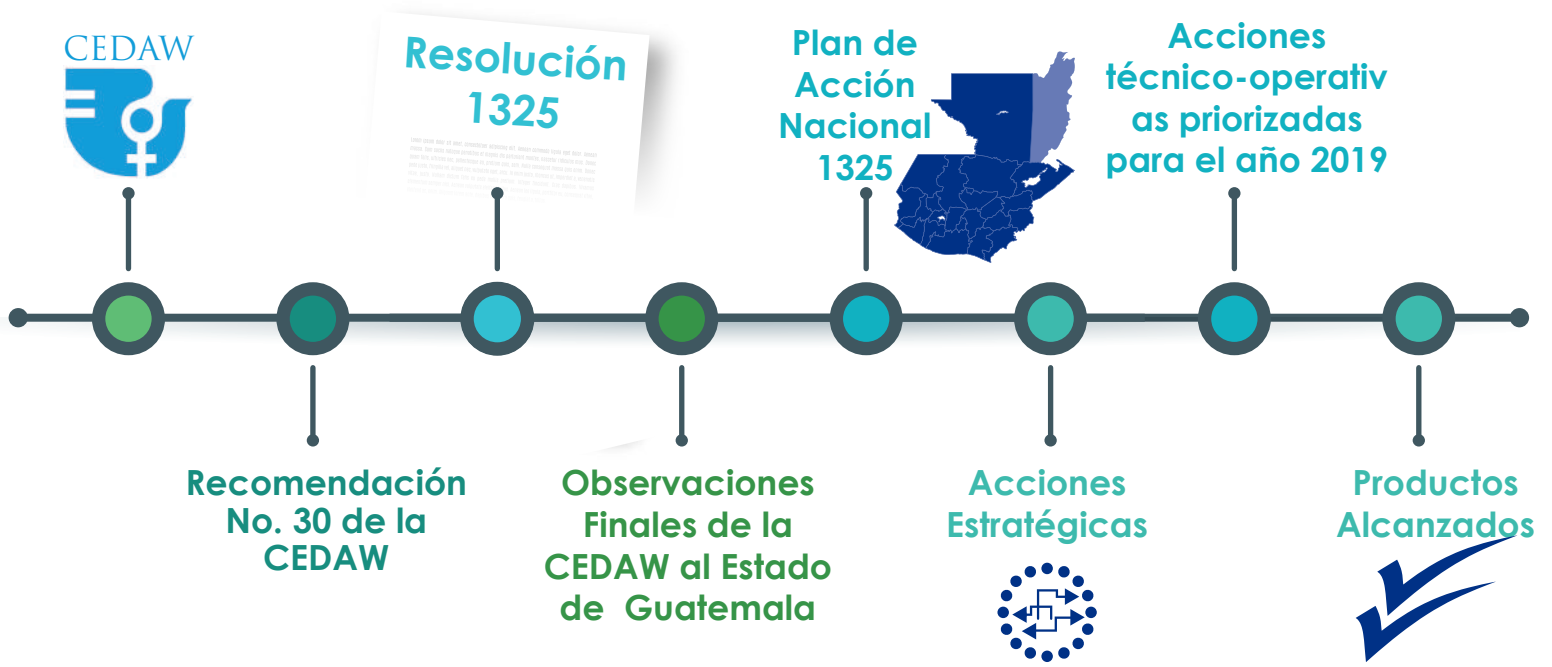 CEDAW
Recomendación
No. 30 de la
CEDAW
Resolución
1325
Observaciones
Finales de la
CEDAW al Estado
de Guatemala
Plan de
Acción
Nacional
1325
Acciones
Estratégicas
Acciones
técnico-operativ
as priorizadas
para el año 2019
Productos
Alcanzados